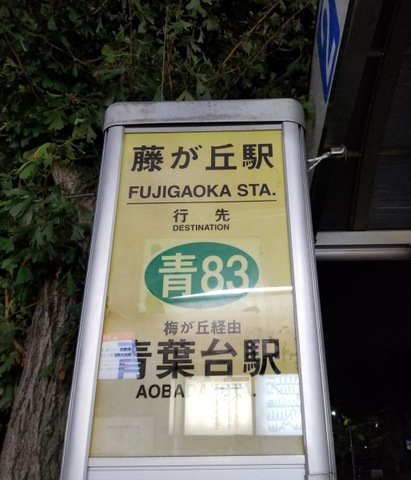 藤が丘駅
FUJIGAOKA STA.
行先
DESTINATION
青83
梅が丘経由
青葉台駅